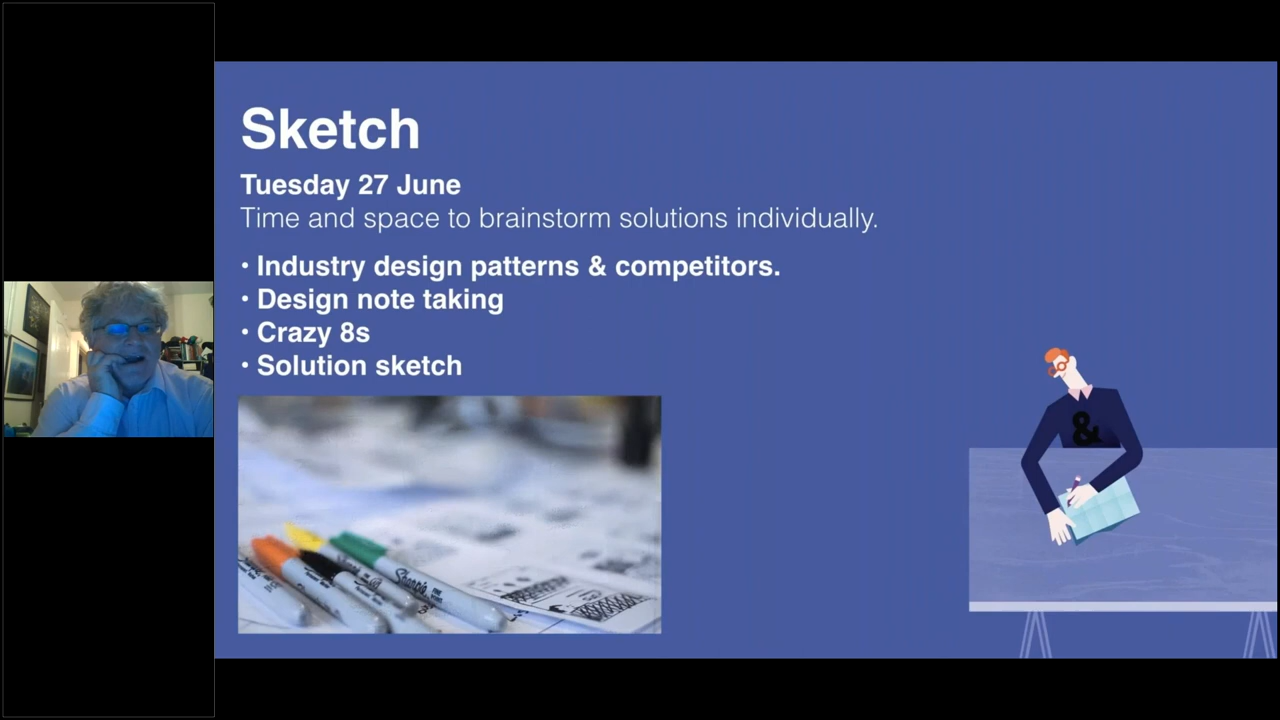 Sketch
Tuesday 27 June
Time and space to brainstorm solutions individually.
• Industry design patterns & competitors.
• Design note taking
• Crazy 8s
• Solution sketch
&
Sharpie